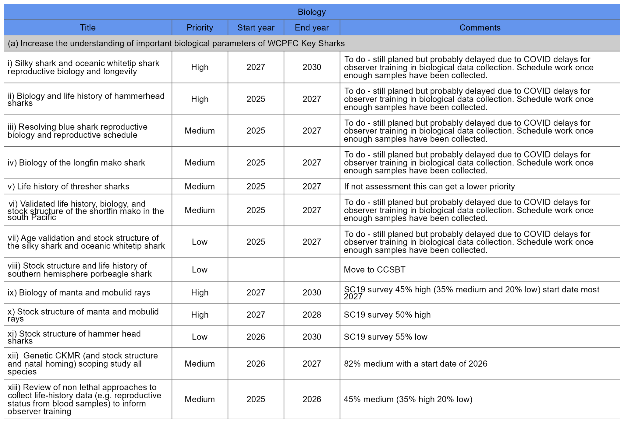 Biology
Title Priority Start year End year Comments
(a) Increase the understanding of important biological parameters of WCPFC Key Sharks
i) Silky shark and oceanic whitetip shark
reproductive biology and longevity
High 2027 2030
To do - still planed but probably delayed due to COVID delays for
observer training in biological data collection. Schedule work once
enough samples have been collected.
ii) Biology and life history of hammerhead
sharks
High 2025 2027
To do - still planed but probably delayed due to COVID delays for
observer training in biological data collection. Schedule work once
enough samples have been collected.
iii) Resolving blue shark reproductive
biology and reproductive schedule
Medium 2025 2027
To do - still planed but probably delayed due to COVID delays for
observer training in biological data collection. Schedule work once
enough samples have been collected.
iv) Biology of the longfin mako shark
Medium 2025 2027
To do - still planed but probably delayed due to COVID delays for
observer training in biological data collection. Schedule work once
enough samples have been collected.
v) Life history of thresher sharks
Medium 2025 2027
If not assessment this can get a lower priority
vi) Validated life history, biology, and
stock structure of the shortfin mako in the
south Pacific
Medium 2025 2027
To do - still planed but probably delayed due to COVID delays for
observer training in biological data collection. Schedule work once
enough samples have been collected.
vii) Age validation and stock structure of
the silky shark and oceanic whitetip shark
Low 2025 2027
To do - still planed but probably delayed due to COVID delays for
observer training in biological data collection. Schedule work once
enough samples have been collected.
viii) Stock structure and life history of
southern hemisphere porbeagle shark
Low
Move to CCSBT
ix) Biology of manta and mobulid rays
High 2027 2030
SC19 survey 45% high (35% medium and 20% low) start date most
2027
x) Stock structure of manta and mobulid
rays
High 2027 2028
SC19 survey 50% high
xi) Stock structure of hammer head
sharks
Low 2026 2030
SC19 survey 55% low
xii) Genetic CKMR (and stock structure
and natal homing) scoping study all
species
Medium 2026 2027
82% medium with a start date of 2026
xiii) Review of non lethal approaches to
collect life-history data (e.g. reproductive
status from blood samples) to inform
observer training
Medium 2025 2026
45% medium (35% high 20% low)